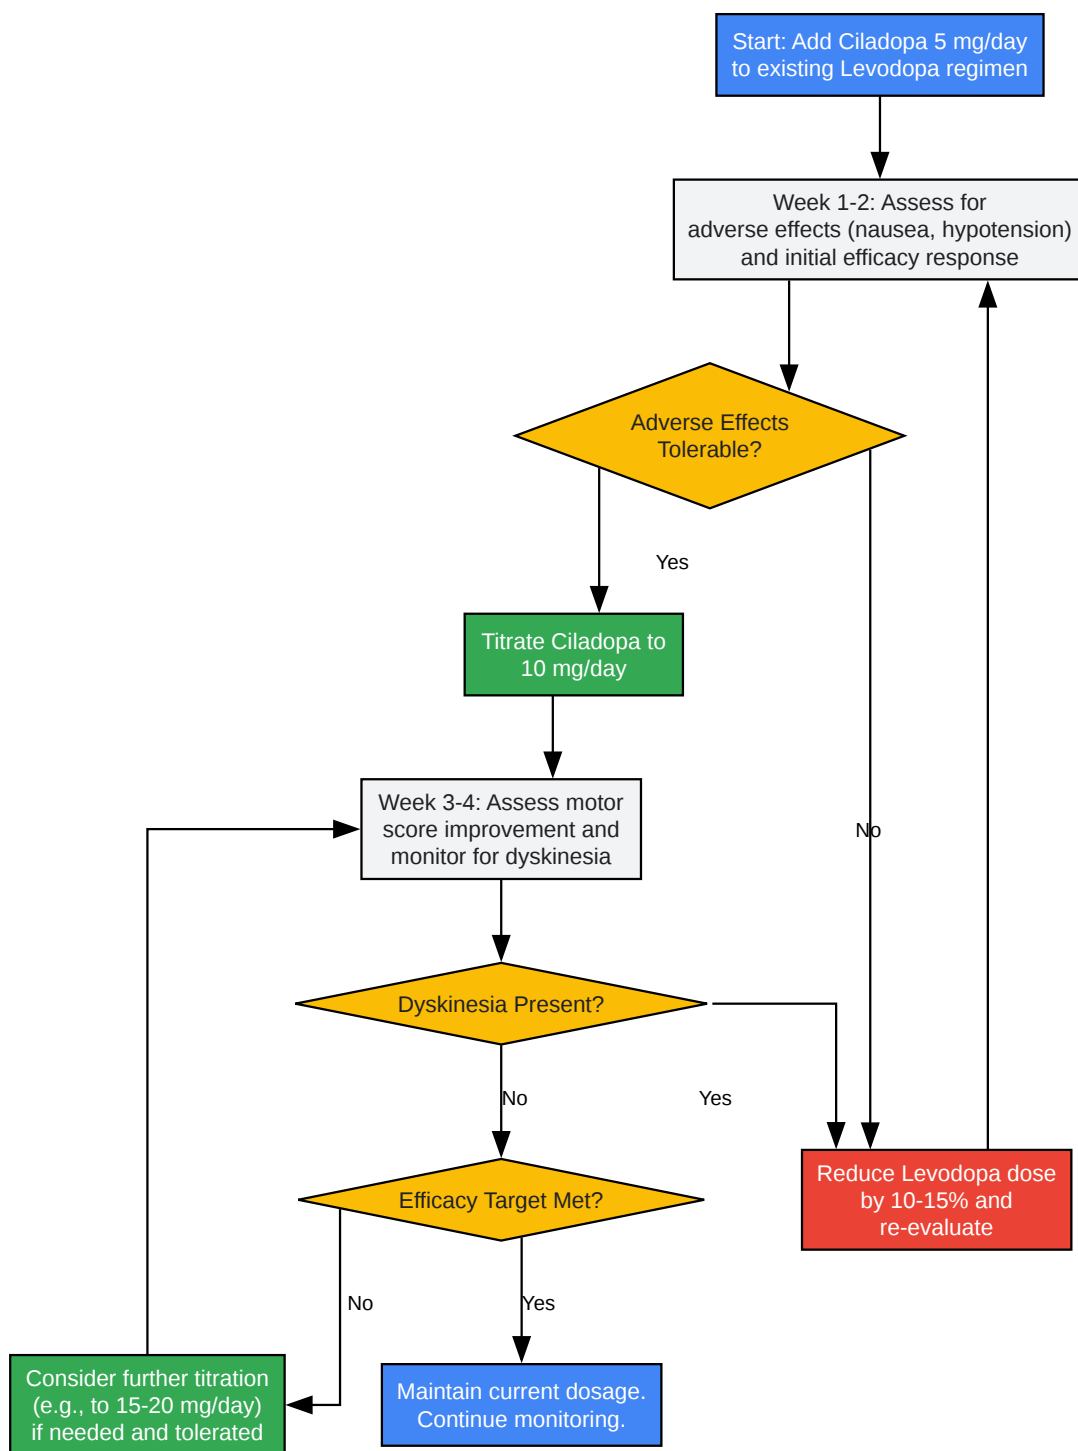 Start: Add Ciladopa 5 mg/day
to existing Levodopa regimen
Week 1-2: Assess for
adverse effects (nausea, hypotension)
and initial efficacy response
Adverse Effects
Tolerable?
Yes
Titrate Ciladopa to
10 mg/day
Week 3-4: Assess motor
score improvement and
monitor for dyskinesia
No
Dyskinesia Present?
No
Yes
Efficacy Target Met?
Reduce Levodopa dose
by 10-15% and
re-evaluate
No
Yes
Consider further titration
(e.g., to 15-20 mg/day)
if needed and tolerated
Maintain current dosage.
Continue monitoring.